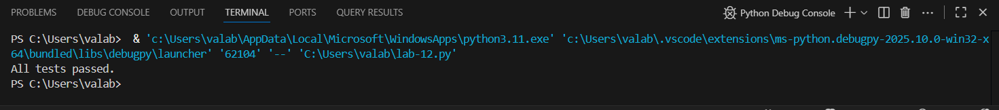 PROBLEMS DEBUG CONSOLE OUTPUT TERMINAL PORTS QUERY RESULTS Python Debug Console
PS C:\Users\valab>  & 'c:\Users\valab\AppData\Local\Microsoft\WindowsApps\python3.11.exe' 'c:\Users\valab\.vscode\extensions\ms-python.debugpy-2025.10.0-win32-x
64\bundled\libs\debugpy\launcher' '62104' '--' 'C:\Users\valab\lab-12.py'
All tests passed.
PS C:\Users\valab>